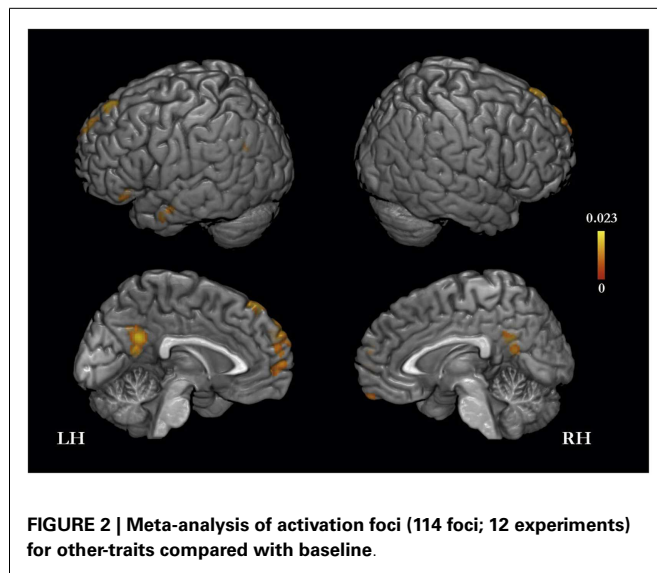 0.023
0
LH
RH
FIGURE 2 | Meta-analysis of activation foci (114 foci; 12 experiments)
for other-traits compared with baseline.